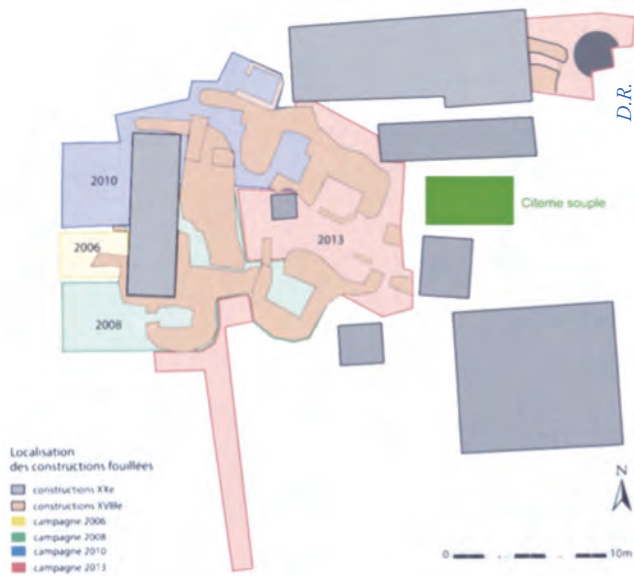 D.R.
2010
Citerne souple
2006
2013
2008
Localisation
des constructions fouillées
constructions XXe
constructions XVIIIe
campagne 2006
campagne 2008
campagne 2010
campagne 2013
N
0
10m